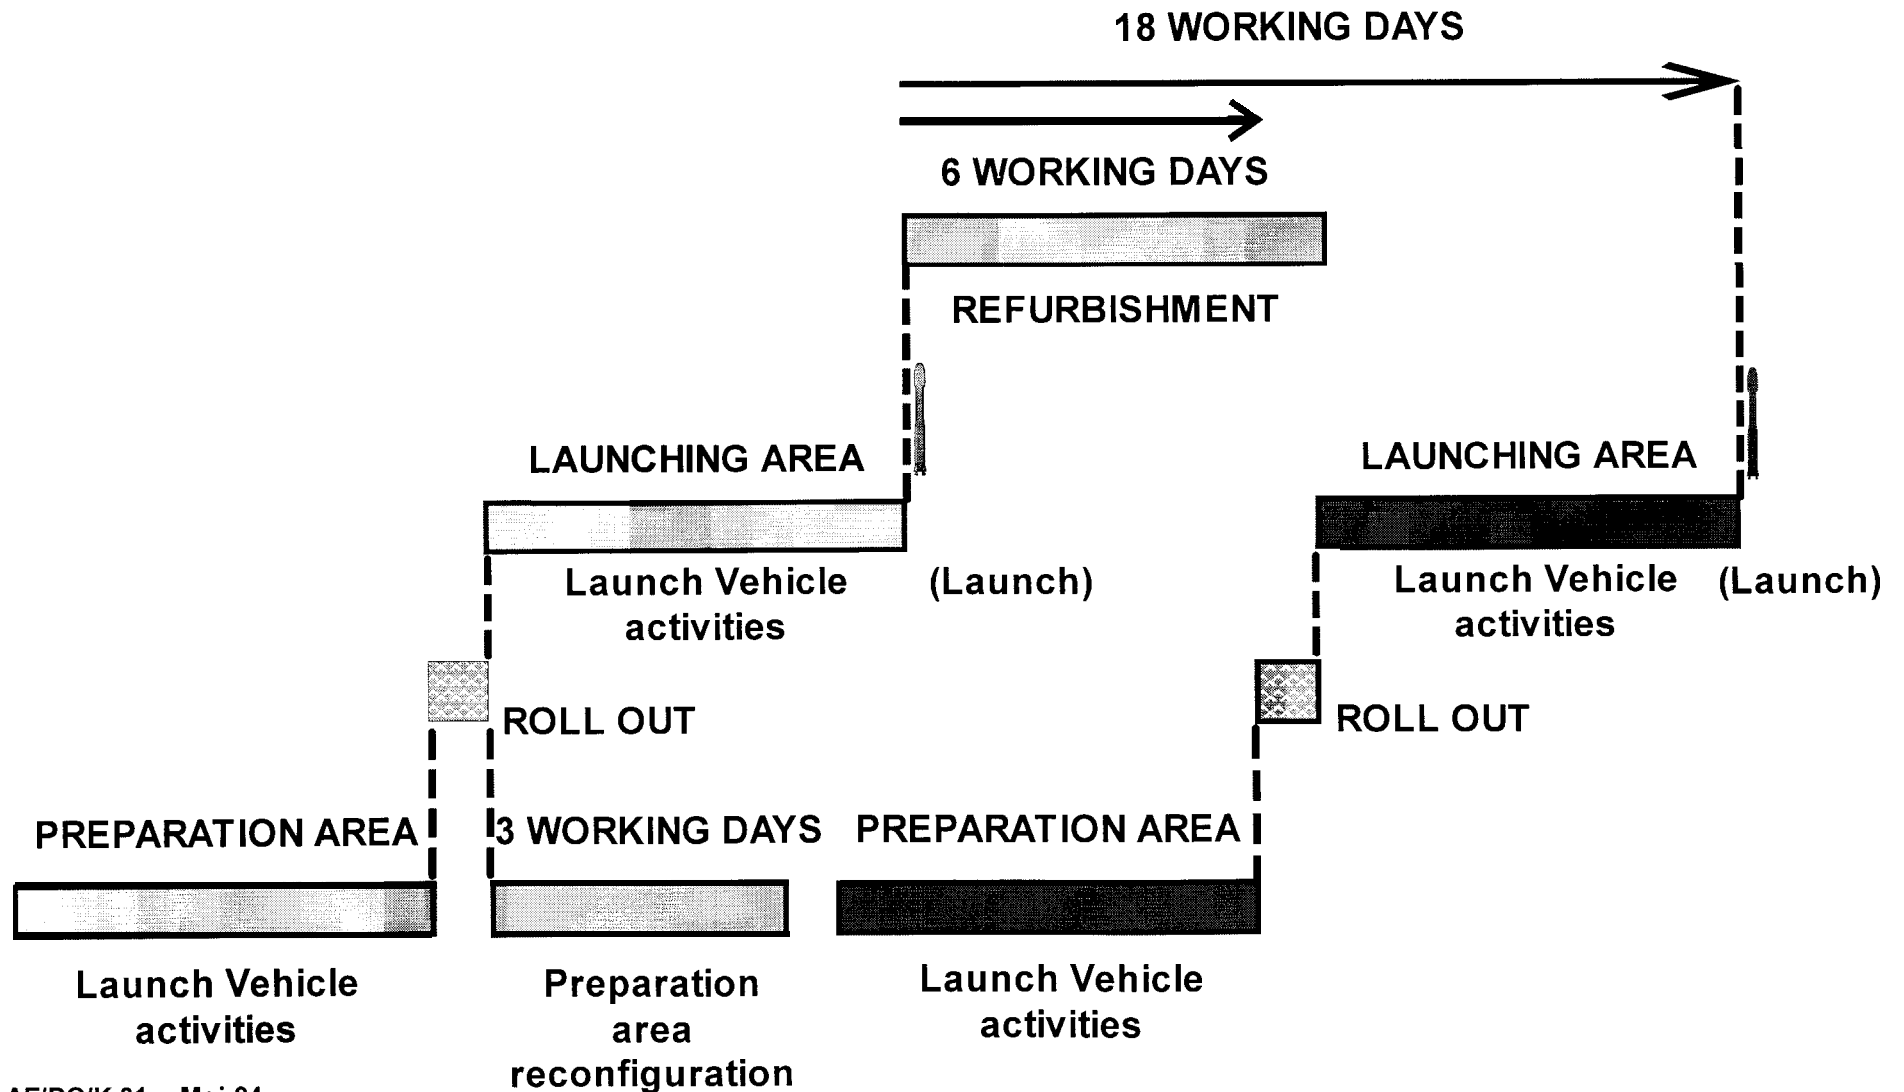 18 WORKING DAYS
6 WORKING DAYS
REFURBISHMENT
LAUNCHING AREA
LAUNCHING AREA
Launch Vehicle
activities
(Launch)
Launch Vehicle
activities
(Launch)
ROLL OUT
ROLL OUT
PREPARATION AREA
3 WORKING DAYS
PREPARATION AREA
Launch Vehicle
activities
Preparation
area
reconfiguration
Launch Vehicle
activities